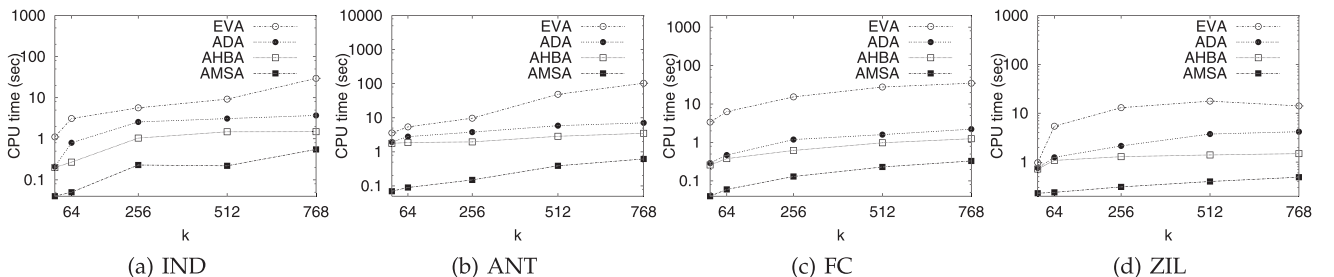 1000
100
10
1
0.1
CPU time (sec)
EVA
ADA
AHBA
AMSA
64 256 512 768
k
(a) IND
10000
1000
100
10
1
0.1
CPU time (sec)
EVA
ADA
AHBA
AMSA
64 256 512 768
k
(b) ANT
1000
100
10
1
0.1
CPU time (sec)
EVA
ADA
AHBA
AMSA
64 256 512 768
k
(c) FC
1000
100
10
1
CPU time (sec)
EVA
ADA
AHBA
AMSA
64 256 512 768
k
(d) ZIL